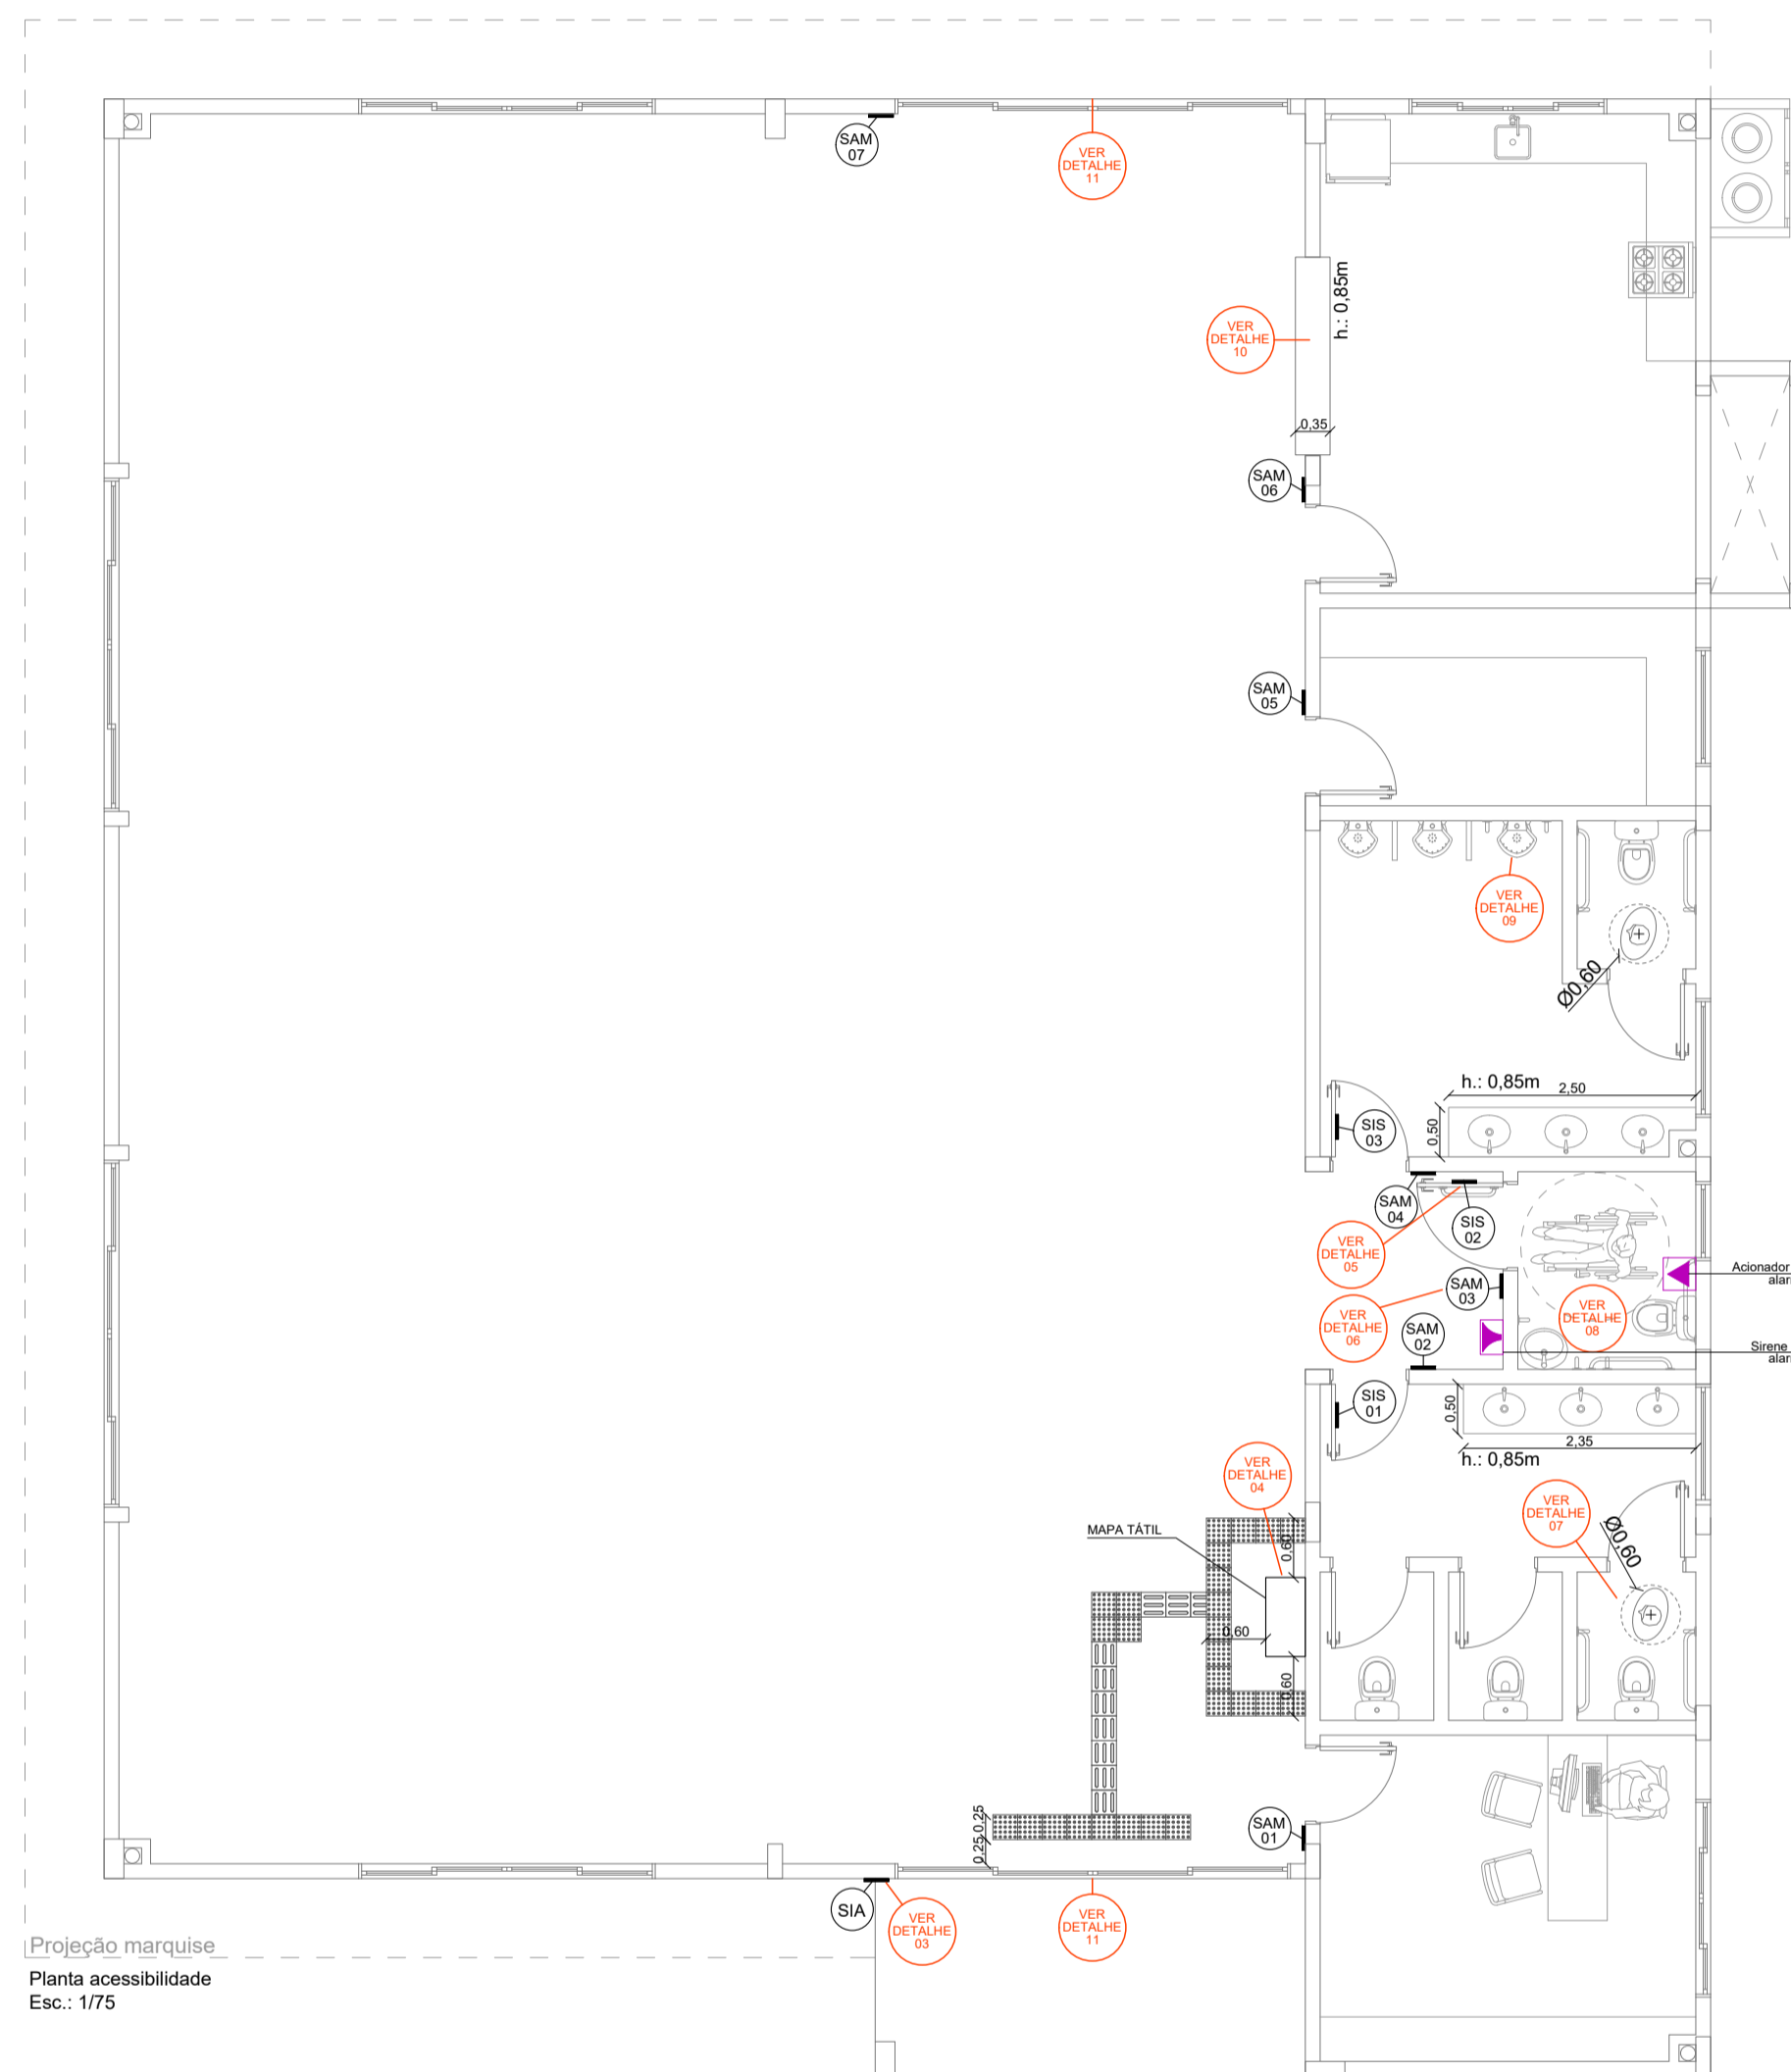 SAM
07
VER
DETALHE
11
h.: 0,85m
VER
DETALHE
10
0,35
SAM
06
SAM
05
VER
DETALHE
09
Ø0,60
h.: 0,85m
2,50
0,50
SIS
03
SAM
04
SIS
02
VER
DETALHE
05
SAM
03
Acionador
VER
DETALHE
06
SAM
02
VER
DETALHE
08
Sirene
SIS
01
0,50
2,35
h.: 0,85m
VER
DETALHE
04
VER
DETALHE
07
Ø0,60
MAPA TÁTIL
0,60
0,60
0,60
0,25
0,25
SAM
01
SIA
VER
DETALHE
03
VER
DETALHE
11
Projeção marquise
Planta acessibilidade
Esc.: 1/75